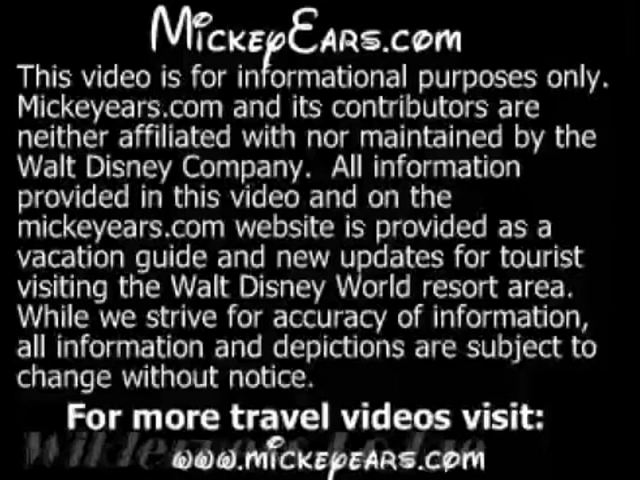 MickeyEars.com
This video is for informational purposes only.
Mickeyears.com and its contributors are
neither affiliated with nor maintained by the
Walt Disney Company.  All information
provided in this video and on the
mickeyears.com website is provided as a
vacation guide and new updates for tourist
visiting the Walt Disney World resort area.
While we strive for accuracy of information,
all information and depictions are subject to
change without notice.
For more travel videos visit:
www.mickeyears.com